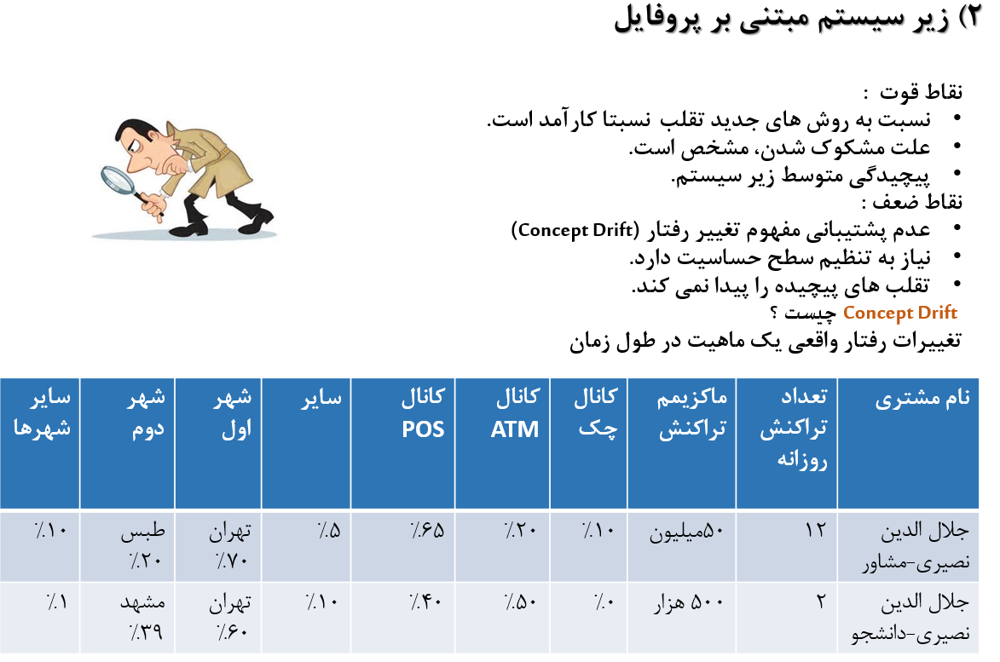 ۲) زیر سیستم مبتنی بر پروفایل
نقاط قوت :
• نسبت به روش های جدید تقلب نسبتا کارآمد است.
• علت مشکوک شدن، مشخص است.
• پیچیدگی متوسط زیر سیستم.
نقاط ضعف :
• عدم پشتیبانی مفهوم تغییر رفتار (Concept Drift)
• نیاز به تنظیم سطح حساسیت دارد.
• تقلب های پیچیده را پیدا نمی کند.
Concept Drift چیست ؟
تغییرات رفتار واقعی یک ماهیت در طول زمان
نام مشتری
تعداد
تراکنش
روزانه
ماکزیمم
تراکنش
کانال
چک
کانال
ATM
کانال
POS
سایر
شهر
اول
شهر
دوم
سایر
شهرها
جلال الدین
نصیری-مشاور
۱۲
۵۰میلیون
۱۰٪
۲۰٪
۶۵٪
۵٪
تهران
۷۰٪
طبس
۲۰٪
۱۰٪
جلال الدین
نصیری-دانشجو
۲
۵۰۰ هزار
۰٪
۵۰٪
۴۰٪
۱۰٪
تهران
۶۰٪
مشهد
۳۹٪
۱٪